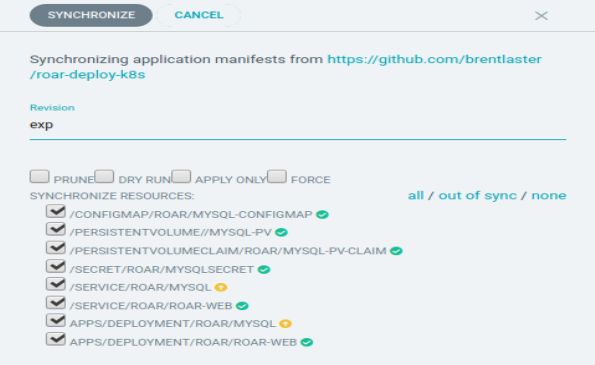 SYNCHRONIZE CANCEL
Synchronizing application manifests from https://github.com/brentlaster
/roar-deploy-k8s
Revision
exp
PRUNE DRY RUN APPLY ONLY FORCE
SYNCHRONIZE RESOURCES: all / out of sync / none
/CONFIGMAP/ROAR/MYSQL-CONFIGMAP
/PERSISTENTVOLUME//MYSQL-PV
/PERSISTENTVOLUMECLAIM/ROAR/MYSQL-PV-CLAIM
/SECRET/ROAR/MYSQLSECRET
/SERVICE/ROAR/MYSQL
/SERVICE/ROAR/ROAR-WEB
APPS/DEPLOYMENT/ROAR/MYSQL
APPS/DEPLOYMENT/ROAR/ROAR-WEB